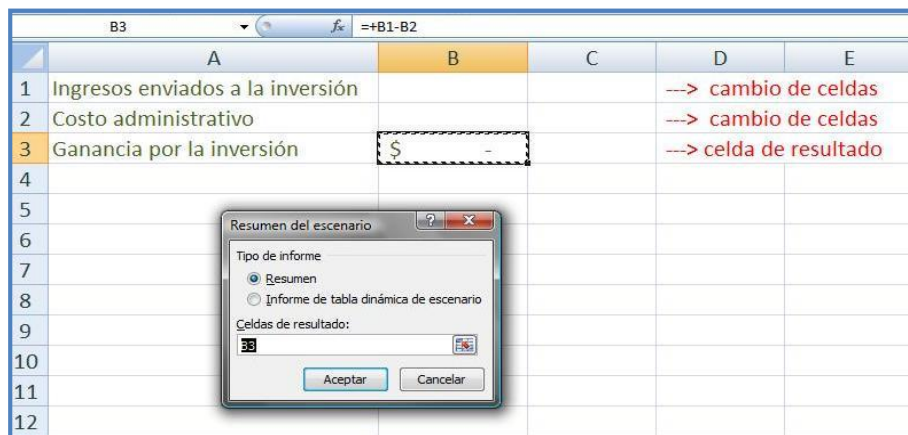 B3 fx =+B1-B2
A B C D E
1 Ingresos enviados a la inversión ---> cambio de celdas
2 Costo administrativo ---> cambio de celdas
3 Ganancia por la inversión $ - ---> celda de resultado
4
5
Resumen del escenario ?
6
Tipo de informe
7
Resumen
8
Informe de tabla dinámica de escenario
9
Celdas de resultado:
B3
10
Aceptar Cancelar
11
12